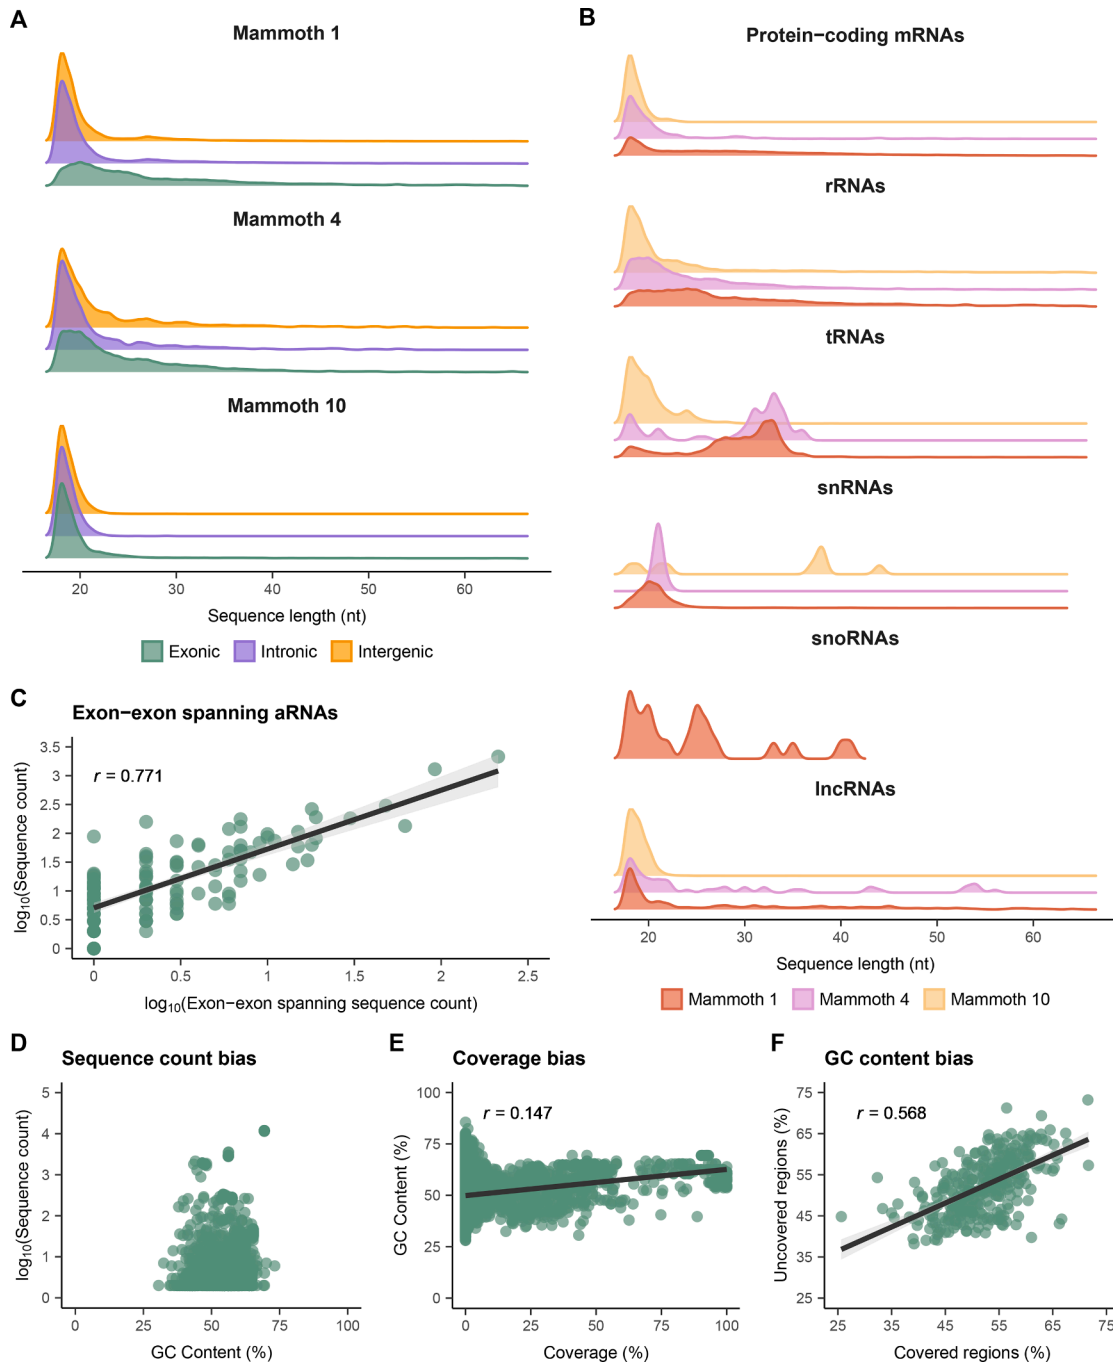 A
Mammoth 1
Mammoth 4
Mammoth 10
20 30 40 50 60
Sequence length (nt)
Exonic Intronic Intergenic
B
Protein−coding mRNAs
rRNAs
tRNAs
snRNAs
snoRNAs
lncRNAs
20 30 40 50 60
Sequence length (nt)
Mammoth 1 Mammoth 4 Mammoth 10
C
Exon−exon spanning aRNAs
r = 0.771
log10(Sequence count)
3.5
3
2.5
2
1.5
1
0.5
0
0 0.5 1 1.5 2 2.5
log10(Exon−exon spanning sequence count)
D
Sequence count bias
log10(Sequence count)
5
4
3
2
1
0
0 25 50 75 100
GC Content (%)
E
Coverage bias
r = 0.147
GC Content (%)
100
75
50
25
0
0 25 50 75 100
Coverage (%)
F
GC content bias
r = 0.568
Uncovered regions (%)
75
65
55
45
35
25
25 35 45 55 65 75
Covered regions (%)